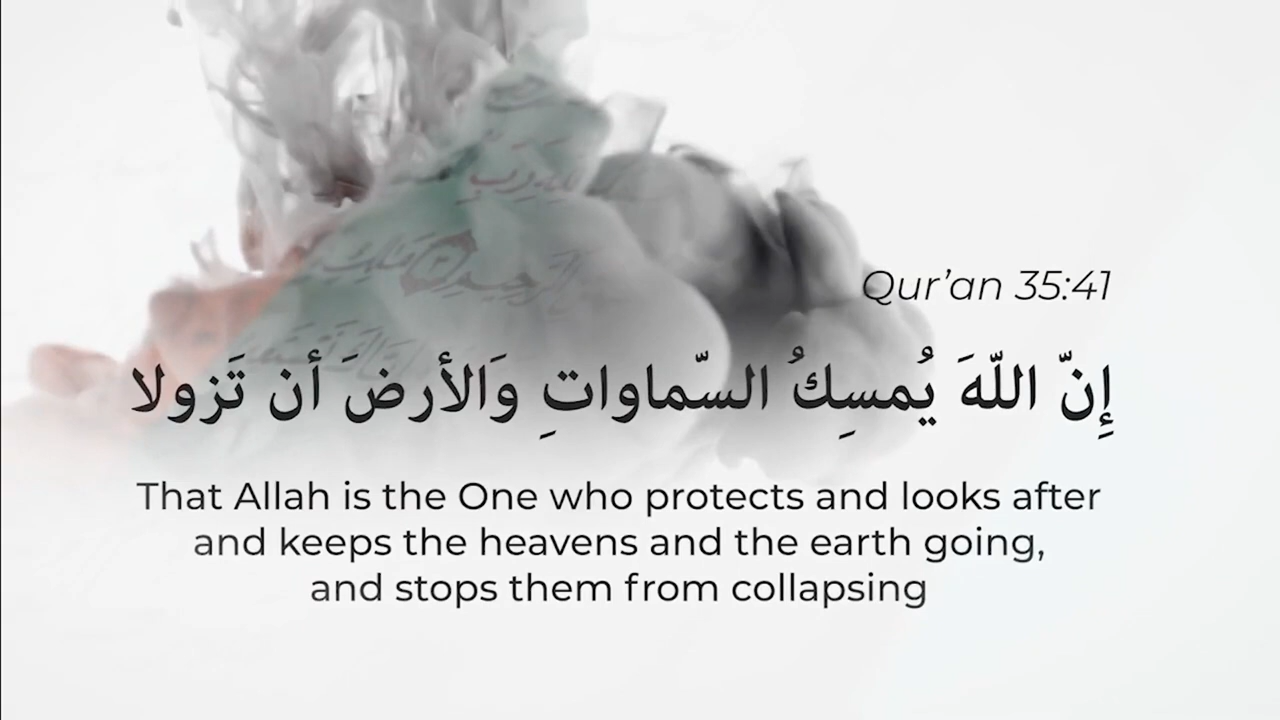 Qur’an 35:41
إِنّ اللّهَ يُمسِكُ السّماواتِ وَالأرضَ أن تَزولا
That Allah is the One who protects and looks after
and keeps the heavens and the earth going,
and stops them from collapsing